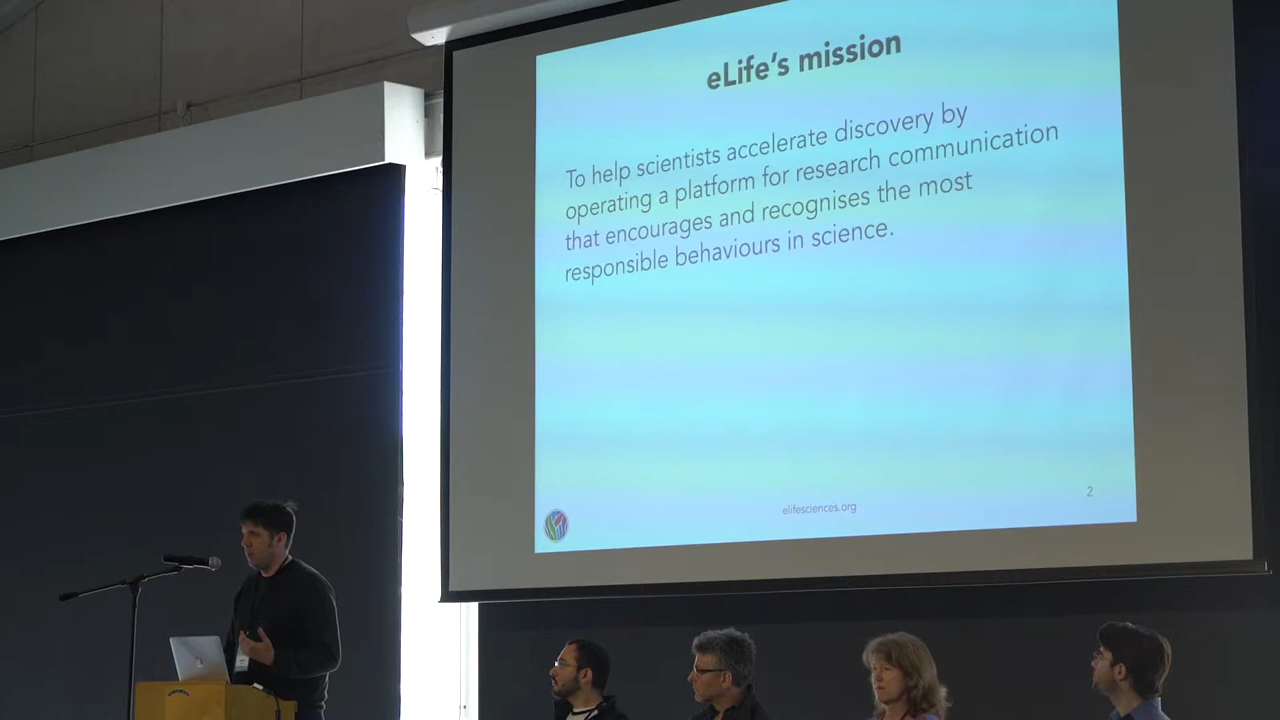 eLife's mission
To help scientists accelerate discovery by
operating a platform for research communication
that encourages and recognises the most
responsible behaviours in science.
elifesciences.org
2